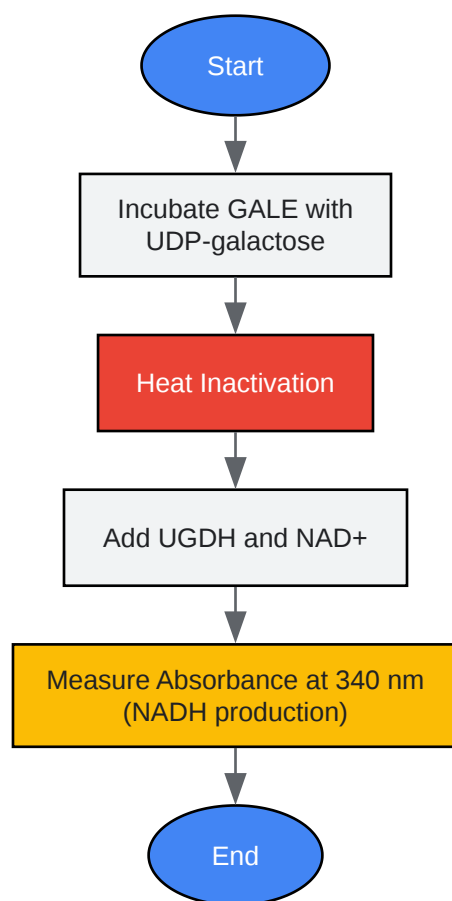 Start
Incubate GALE with
UDP-galactose
Heat Inactivation
Add UGDH and NAD+
Measure Absorbance at 340 nm
(NADH production)
End